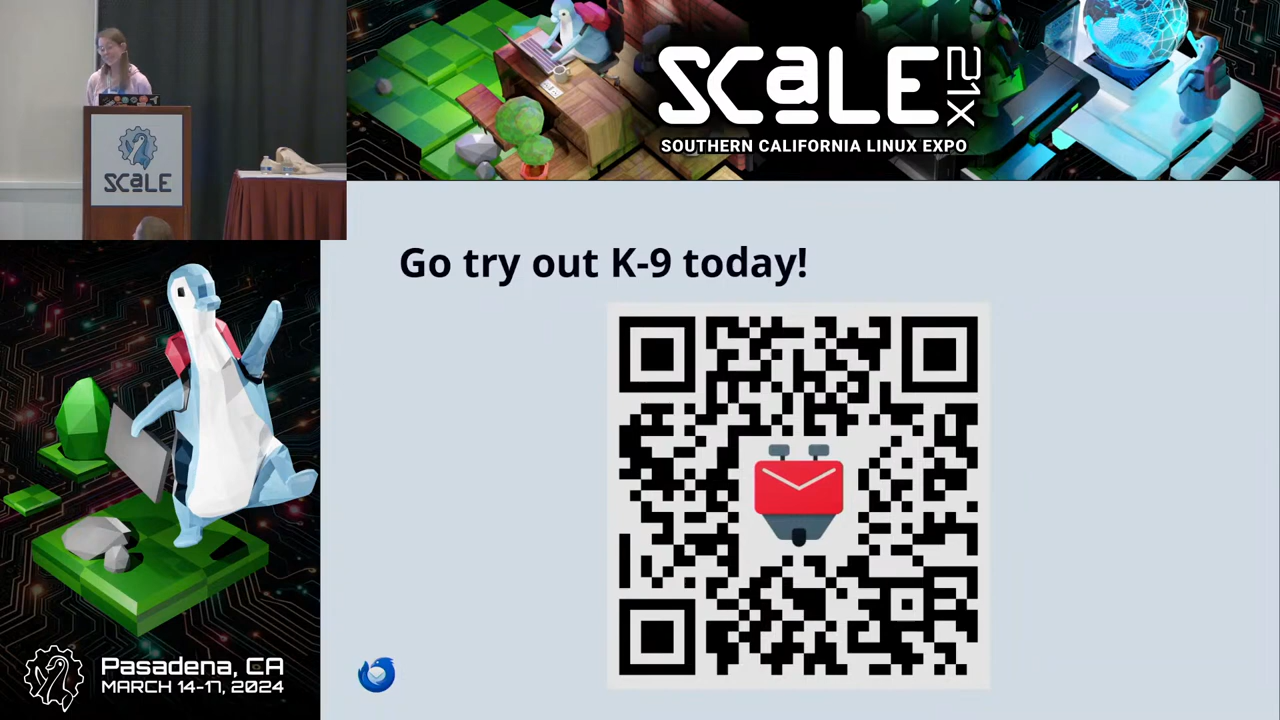 SCALE 21X
SOUTHERN CALIFORNIA LINUX EXPO
SCALE
Go try out K-9 today!
Pasadena, CA
MARCH 14-17, 2024